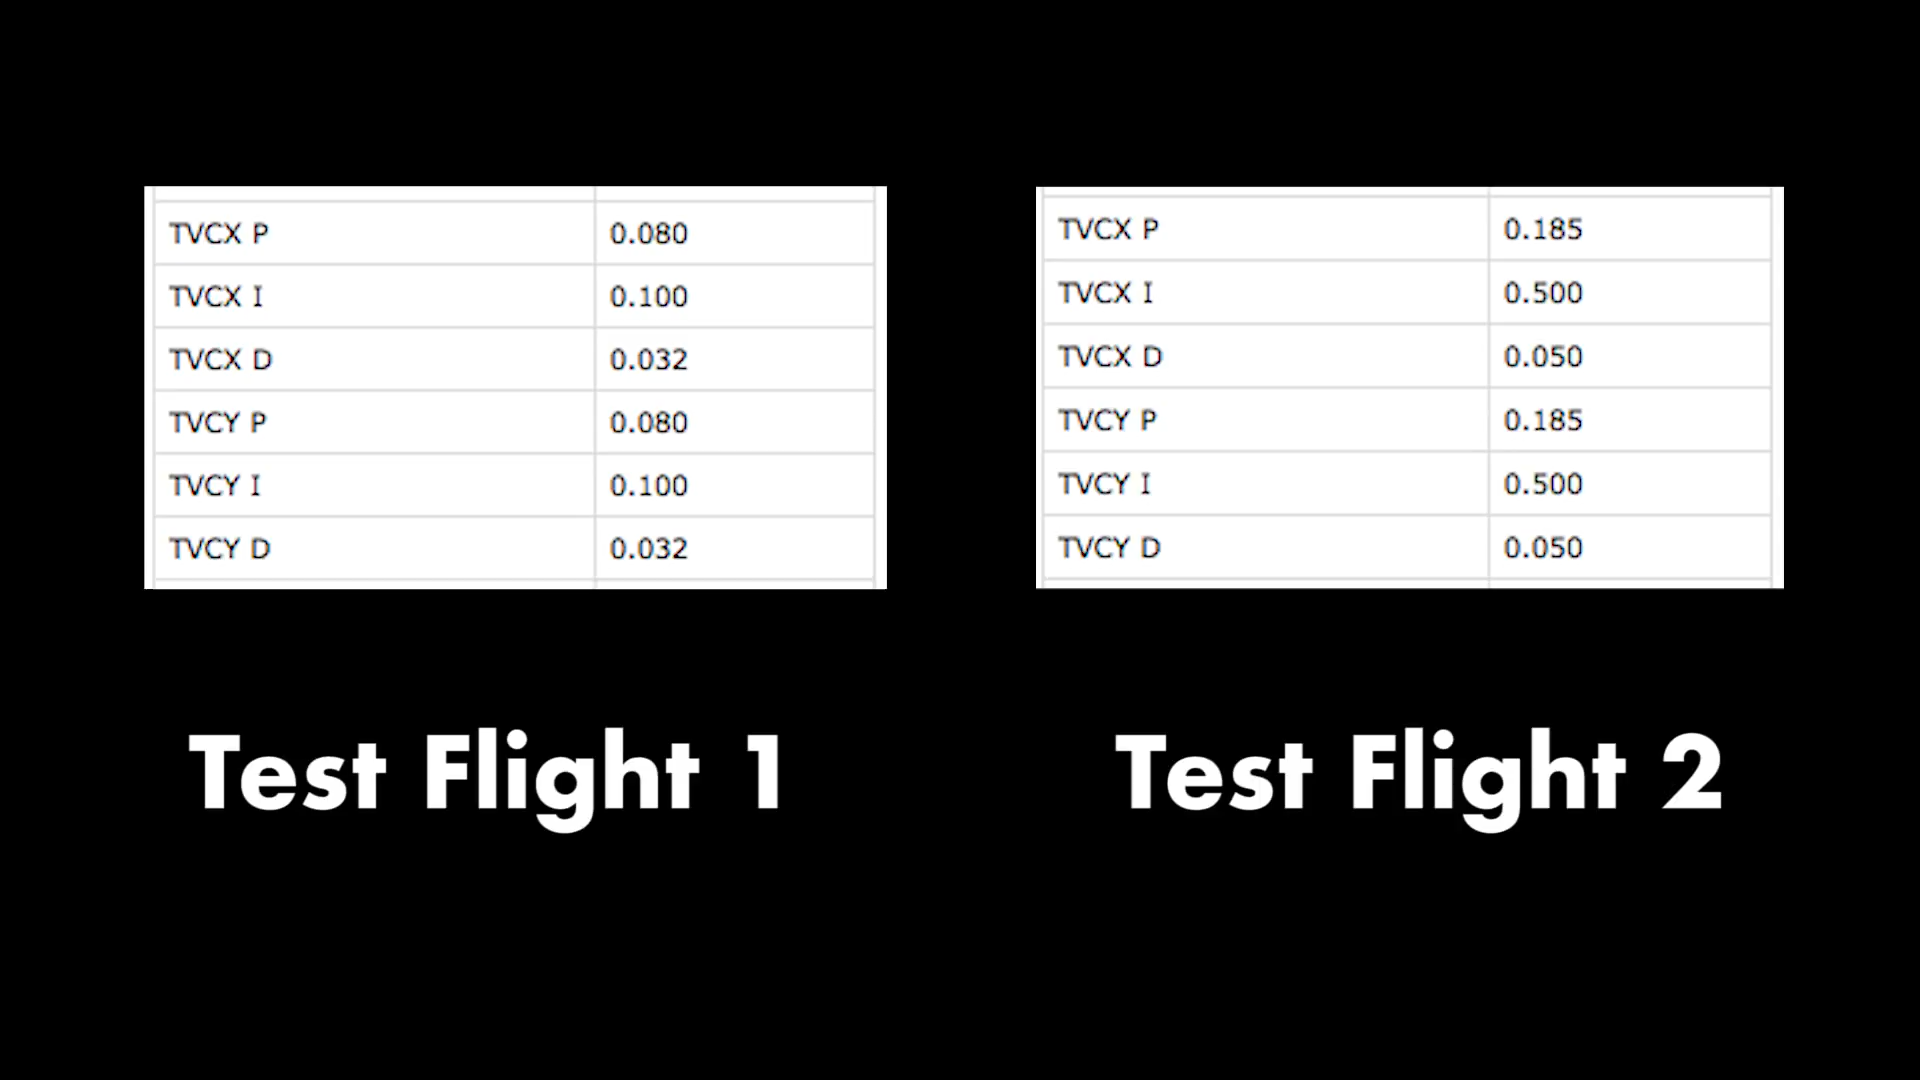 TVCX P 0.080
TVCX I 0.100
TVCX D 0.032
TVCY P 0.080
TVCY I 0.100
TVCY D 0.032
Test Flight 1
TVCX P 0.185
TVCX I 0.500
TVCX D 0.050
TVCY P 0.185
TVCY I 0.500
TVCY D 0.050
Test Flight 2